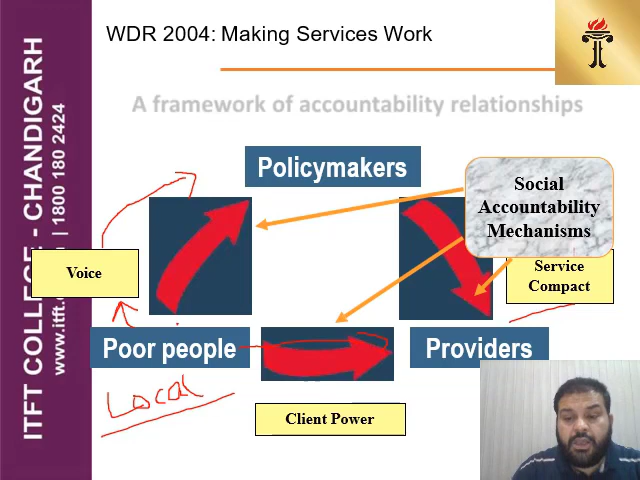 WDR 2004: Making Services Work
A framework of accountability relationships
Policymakers
Social
Accountability
Mechanisms
Voice
Service
Compact
Poor people
Providers
Local
Client Power
ITFT COLLEGE - CHANDIGARH
www.itft.
| 1800 180 2424